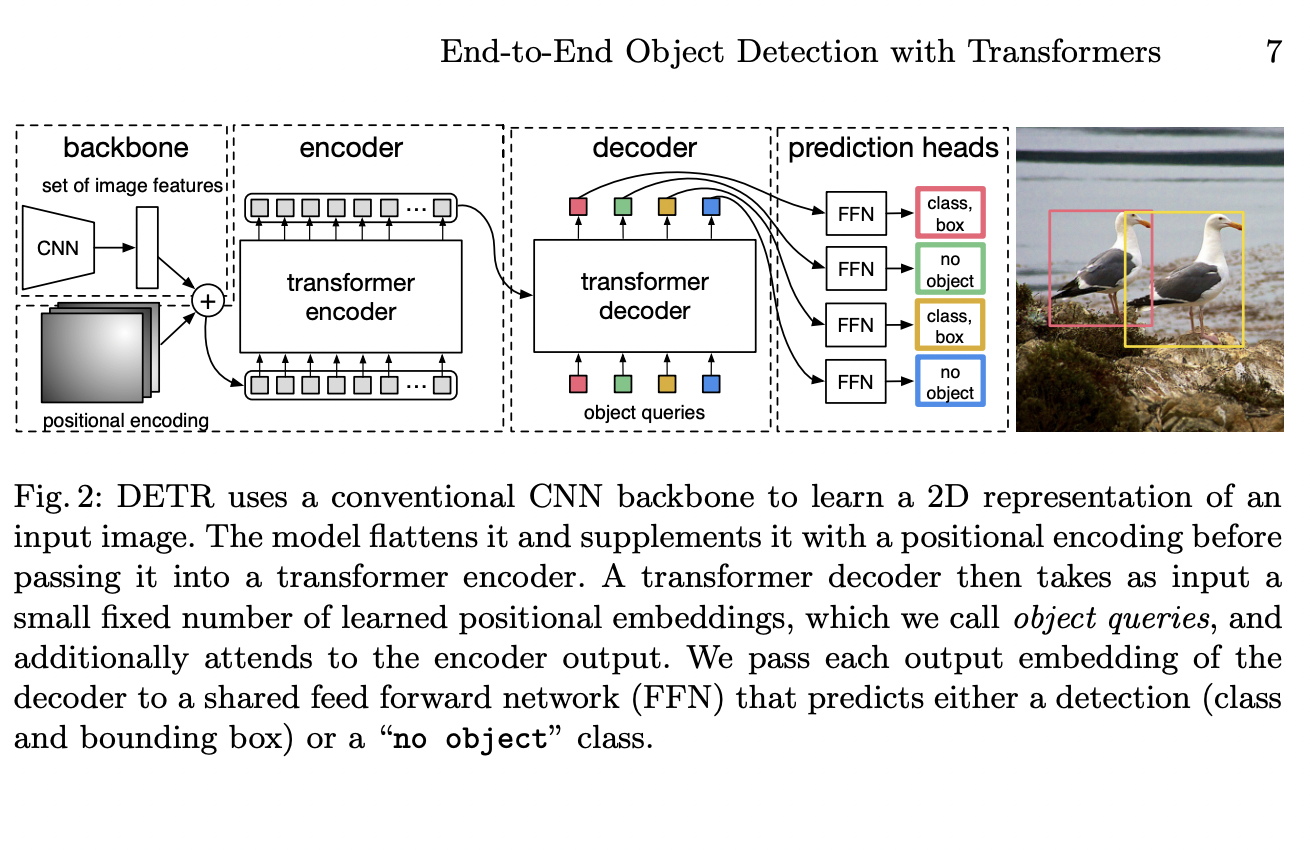 End-to-End Object Detection with Transformers 7
backbone
set of image features
CNN
+
positional encoding
encoder
...
transformer
encoder
...
decoder
transformer
decoder
object queries
prediction heads
FFN
class,
box
FFN
no
object
FFN
class,
box
FFN
no
object
Fig. 2: DETR uses a conventional CNN backbone to learn a 2D representation of an
input image. The model flattens it and supplements it with a positional encoding before
passing it into a transformer encoder. A transformer decoder then takes as input a
small fixed number of learned positional embeddings, which we call object queries, and
additionally attends to the encoder output. We pass each output embedding of the
decoder to a shared feed forward network (FFN) that predicts either a detection (class
and bounding box) or a “no object” class.